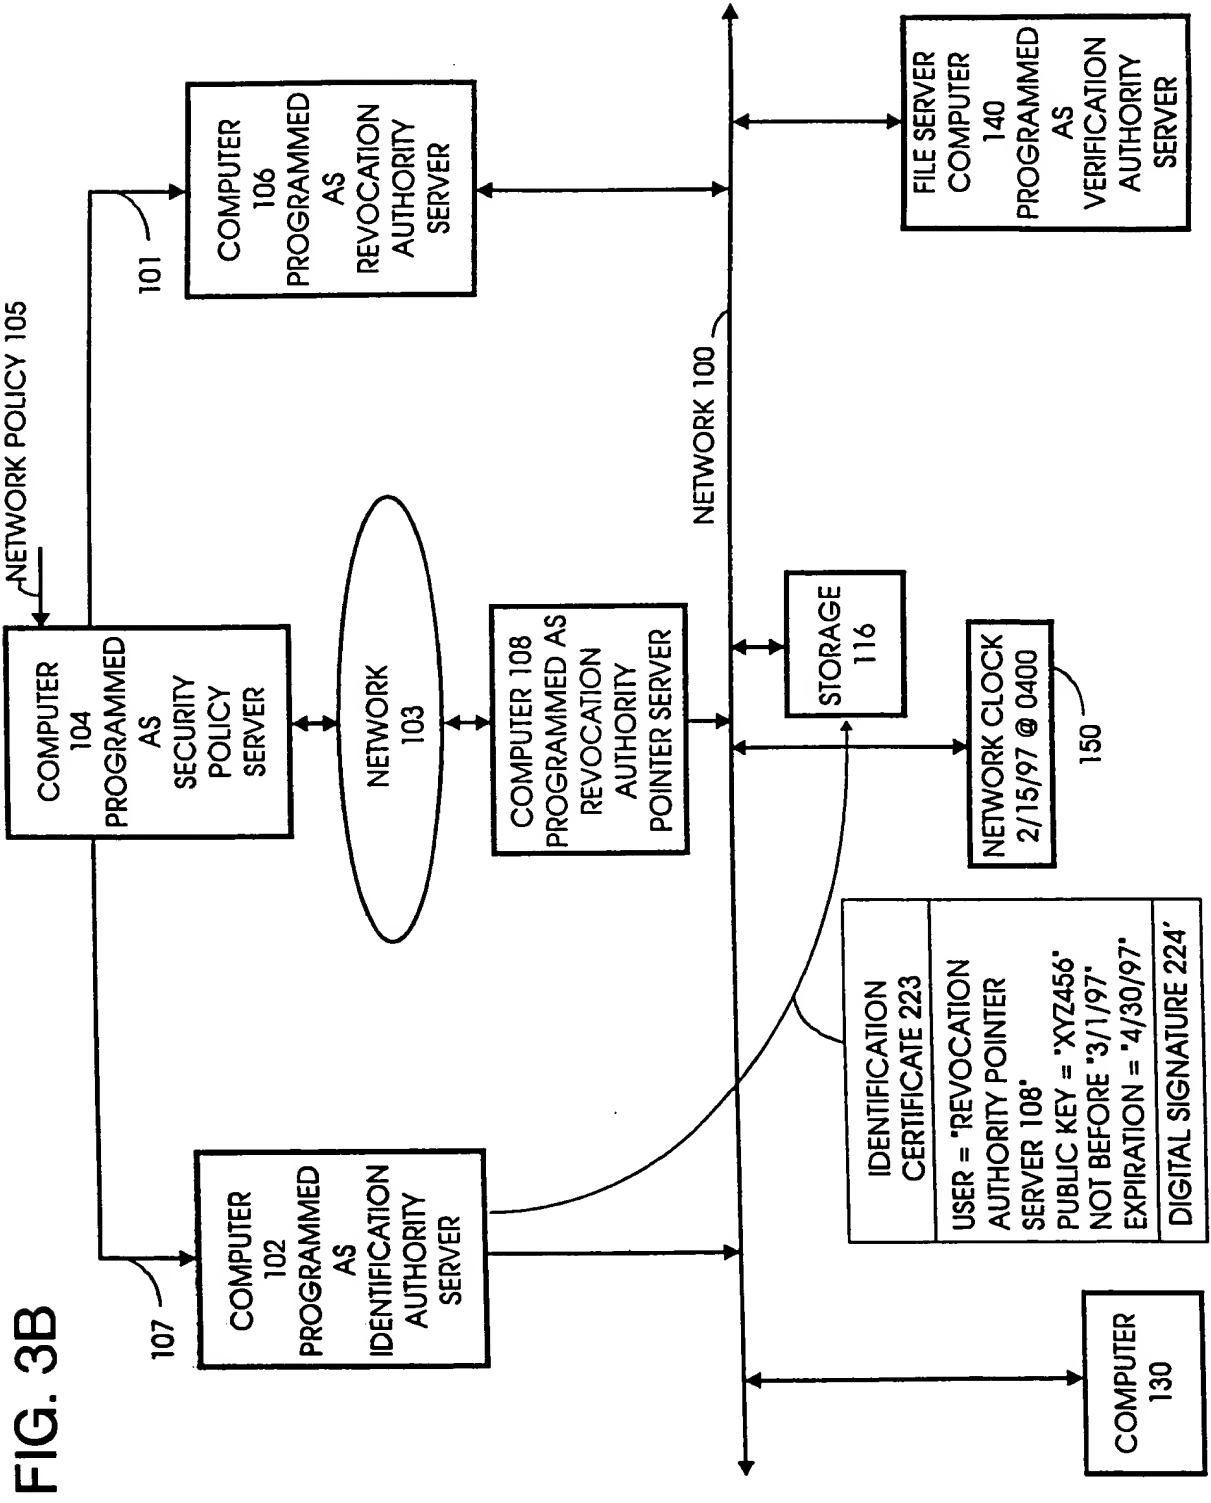 FIG. 3B
NETWORK POLICY 105
COMPUTER
104
PROGRAMMED
AS
SECURITY
POLICY
SERVER
107
101
COMPUTER
102
PROGRAMMED
AS
IDENTIFICATION
AUTHORITY
SERVER
NETWORK
103
COMPUTER
106
PROGRAMMED
AS
REVOCATION
AUTHORITY
SERVER
COMPUTER 108
PROGRAMMED AS
REVOCATION
AUTHORITY
POINTER SERVER
NETWORK 100
STORAGE
116
IDENTIFICATION
CERTIFICATE 223
USER = "REVOCATION
AUTHORITY POINTER
SERVER 108"
PUBLIC KEY = "XYZ456"
NOT BEFORE "3/1/97"
EXPIRATION = "4/30/97"
DIGITAL SIGNATURE 224'
NETWORK CLOCK
2/15/97 @ 0400
150
FILE SERVER
COMPUTER
140
PROGRAMMED
AS
VERIFICATION
AUTHORITY
SERVER
COMPUTER
130